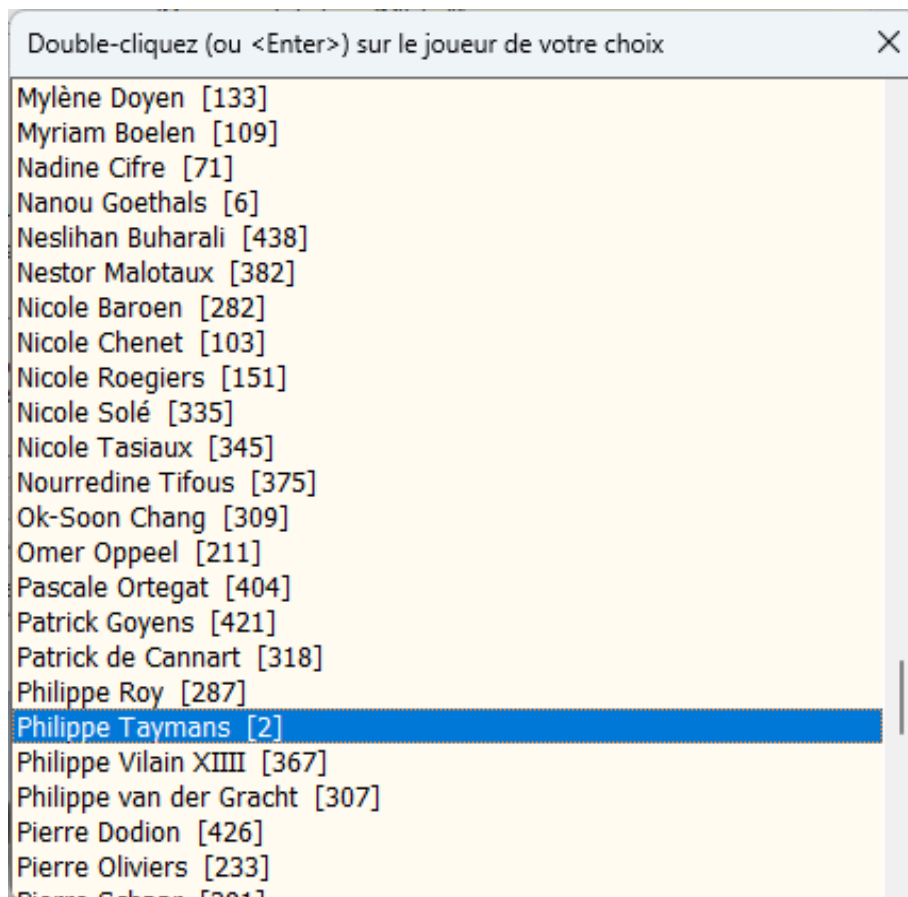 Double-cliquez (ou <Enter>) sur le joueur de votre choix
Mylène Doyen [133]
Myriam Boelen [109]
Nadine Cifre [71]
Nanou Goethals [6]
Neslihan Buharali [438]
Nestor Malotaux [382]
Nicole Baroen [282]
Nicole Chenet [103]
Nicole Roegiers [151]
Nicole Solé [335]
Nicole Tasiaux [345]
Nourredine Tifous [375]
Ok-Soon Chang [309]
Omer Oppeel [211]
Pascale Ortegat [404]
Patrick Goyens [421]
Patrick de Cannart [318]
Philippe Roy [287]
Philippe Taymans [2]
Philippe Vilain XIIII [367]
Philippe van der Gracht [307]
Pierre Dodion [426]
Pierre Oliviers [233]
Pierre